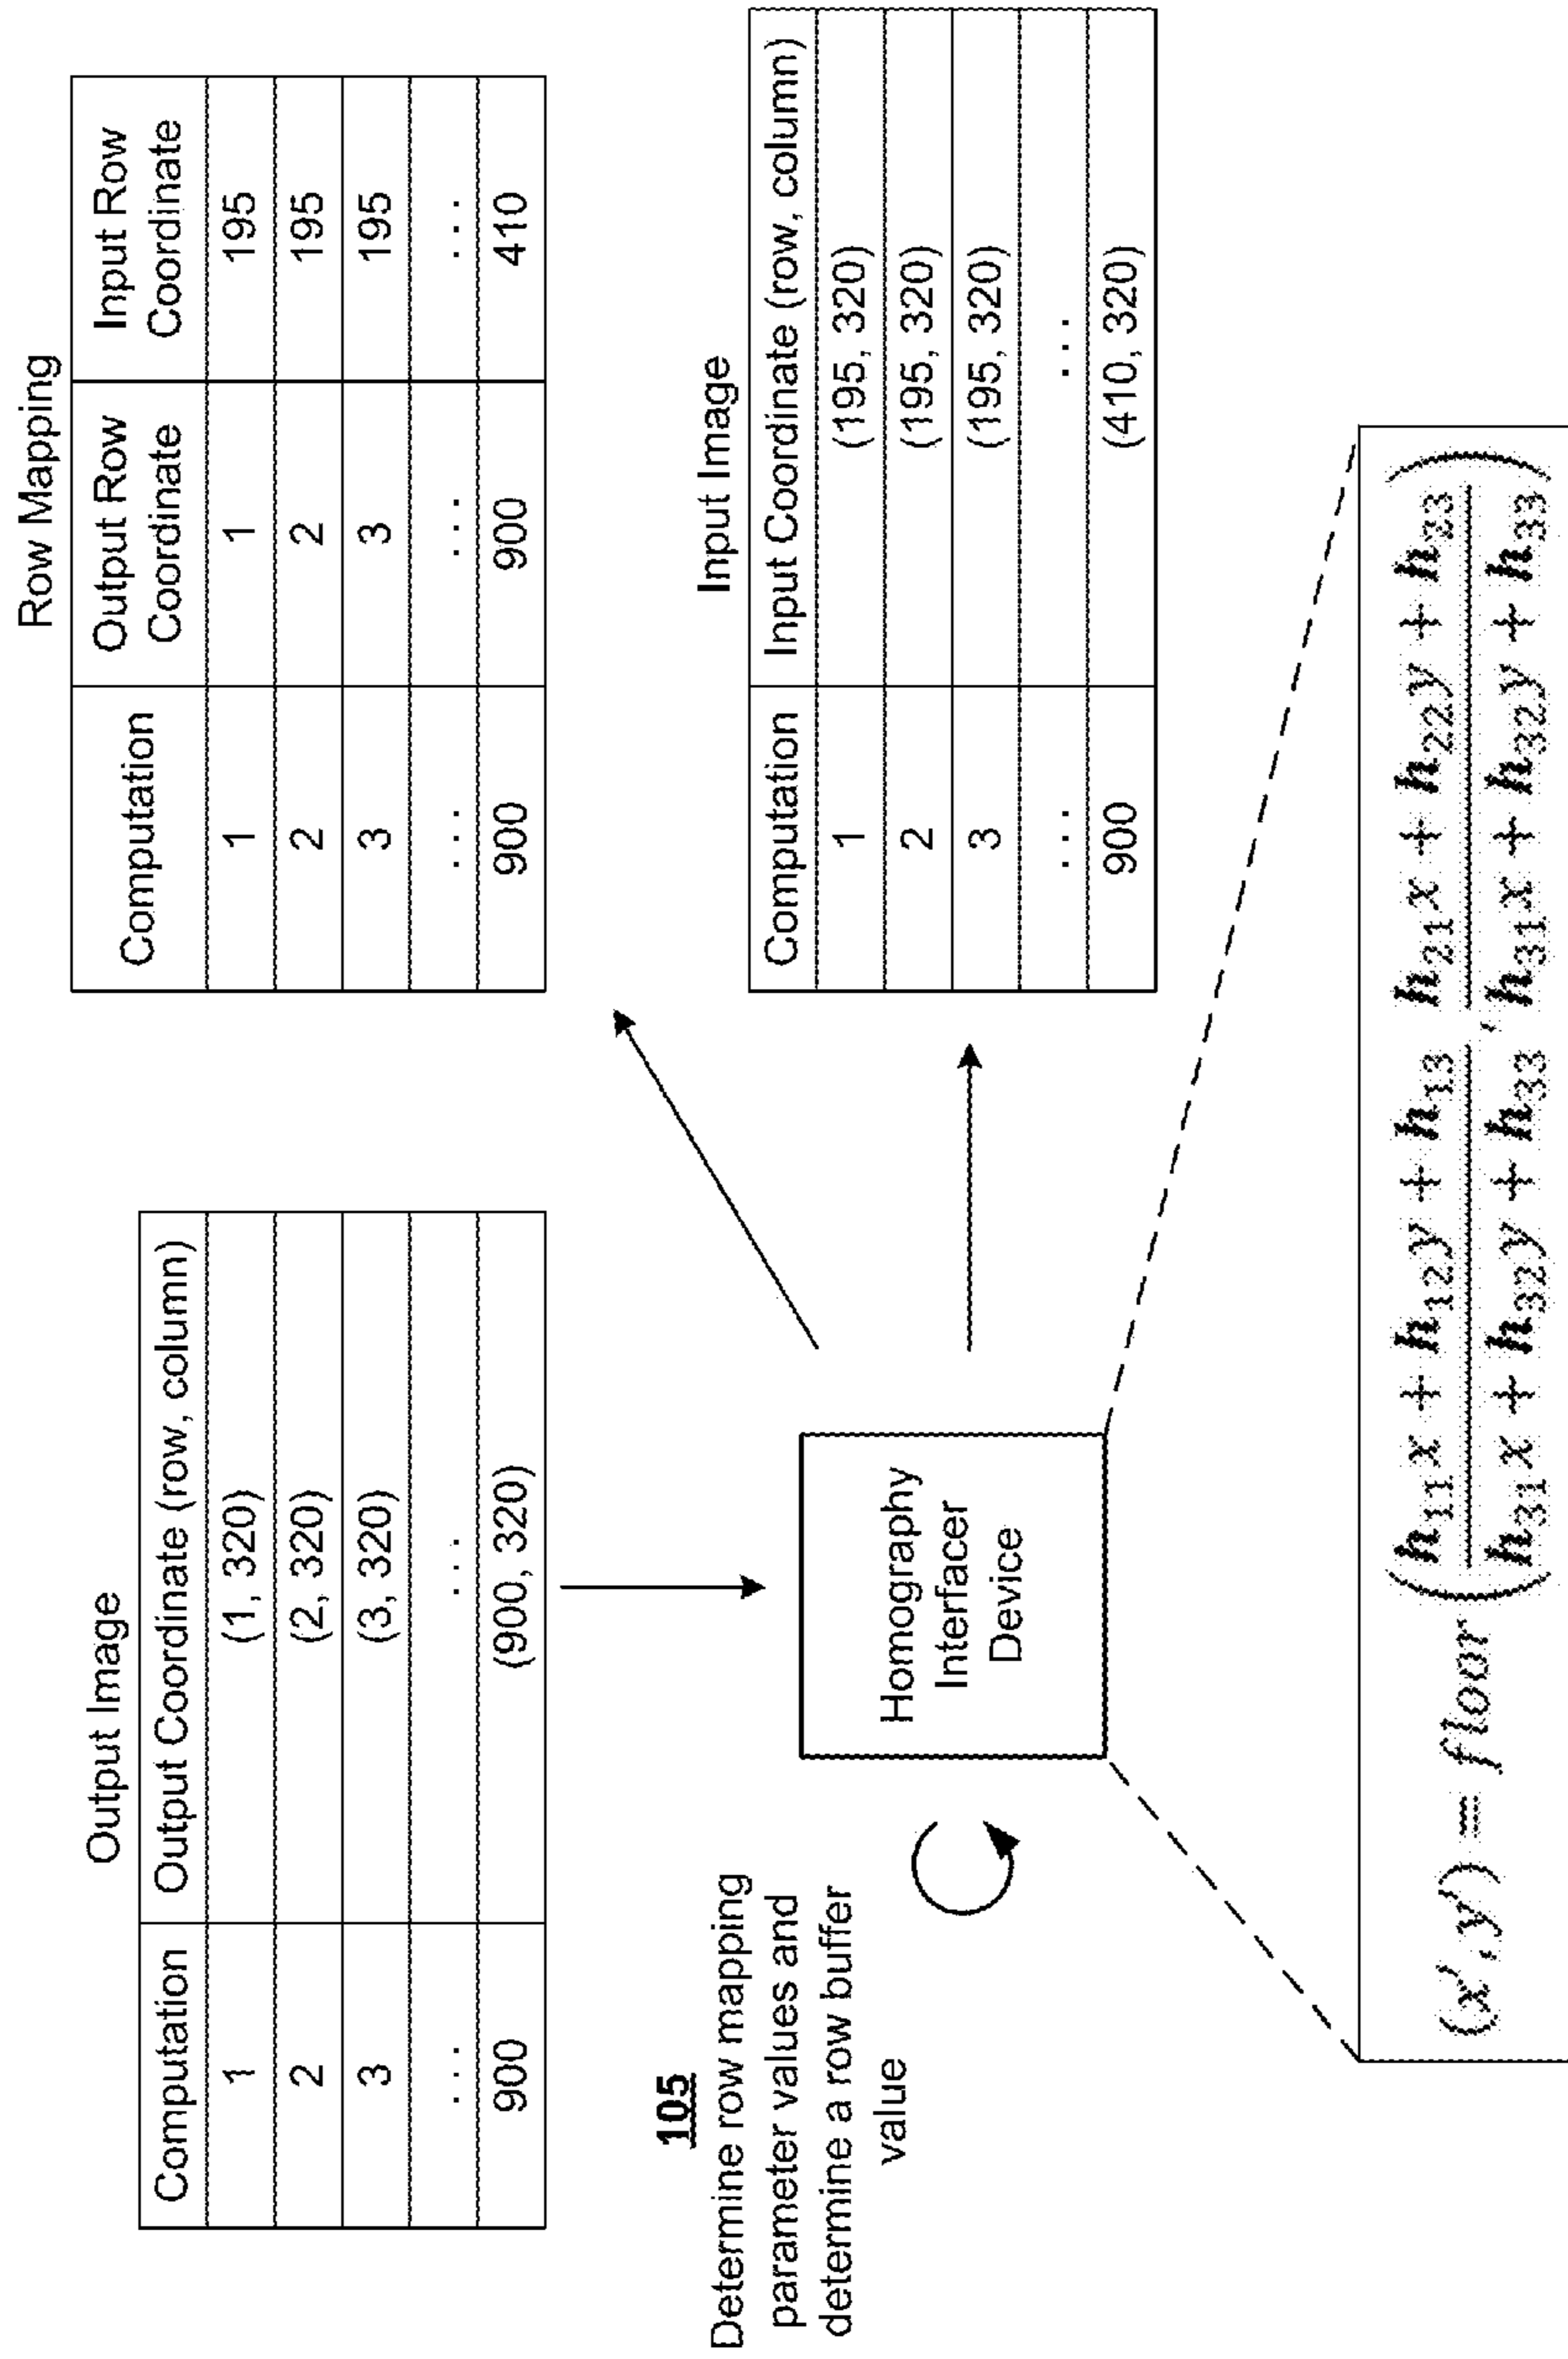 Output Image
Computation Output Coordinate (row, column)
1 (1, 320)
2 (2, 320)
3 (3, 320)
... ...
900 (900, 320)
Row Mapping
Computation Output Row Coordinate Input Row Coordinate
1 1 195
2 2 195
3 3 195
... ... ...
900 900 410
105
Determine row mapping
parameter values and
determine a row buffer
value
Homography
Interfacer
Device
Input Image
Computation Input Coordinate (row, column)
1 (195, 320)
2 (195, 320)
3 (195, 320)
... ...
900 (410, 320)
(x′, y′) = floor( (h₁₁x + h₁₂y + h₁₃)/(h₃₁x + h₃₂y + h₃₃), (h₂₁x + h₂₂y + h₂₃)/(h₃₁x + h₃₂y + h₃₃) )